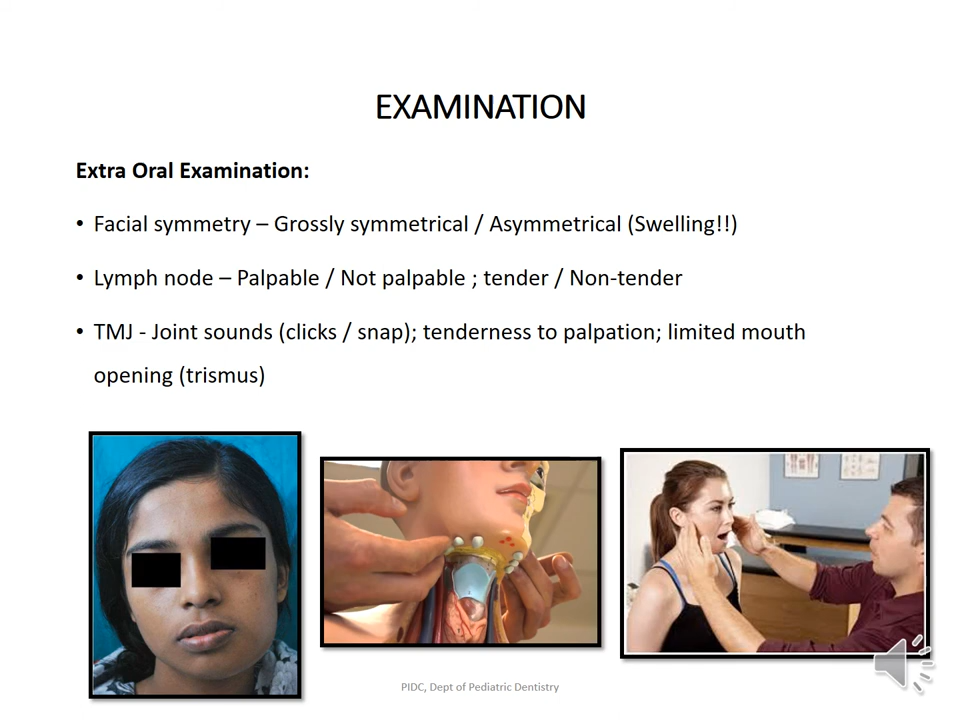 EXAMINATION
Extra Oral Examination:
• Facial symmetry – Grossly symmetrical / Asymmetrical (Swelling!!)
• Lymph node – Palpable / Not palpable ; tender / Non-tender
• TMJ - Joint sounds (clicks / snap); tenderness to palpation; limited mouth
opening (trismus)
PIDC, Dept of Pediatric Dentistry